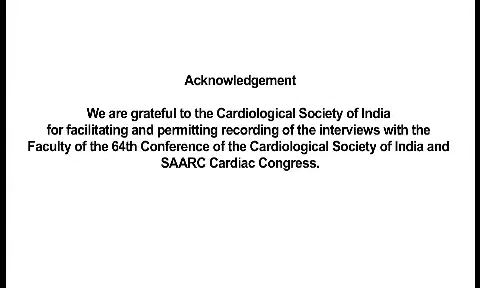 Acknowledgement
We are grateful to the Cardiological Society of India
for facilitating and permitting recording of the interviews with the
Faculty of the 64th Conference of the Cardiological Society of India and
SAARC Cardiac Congress.